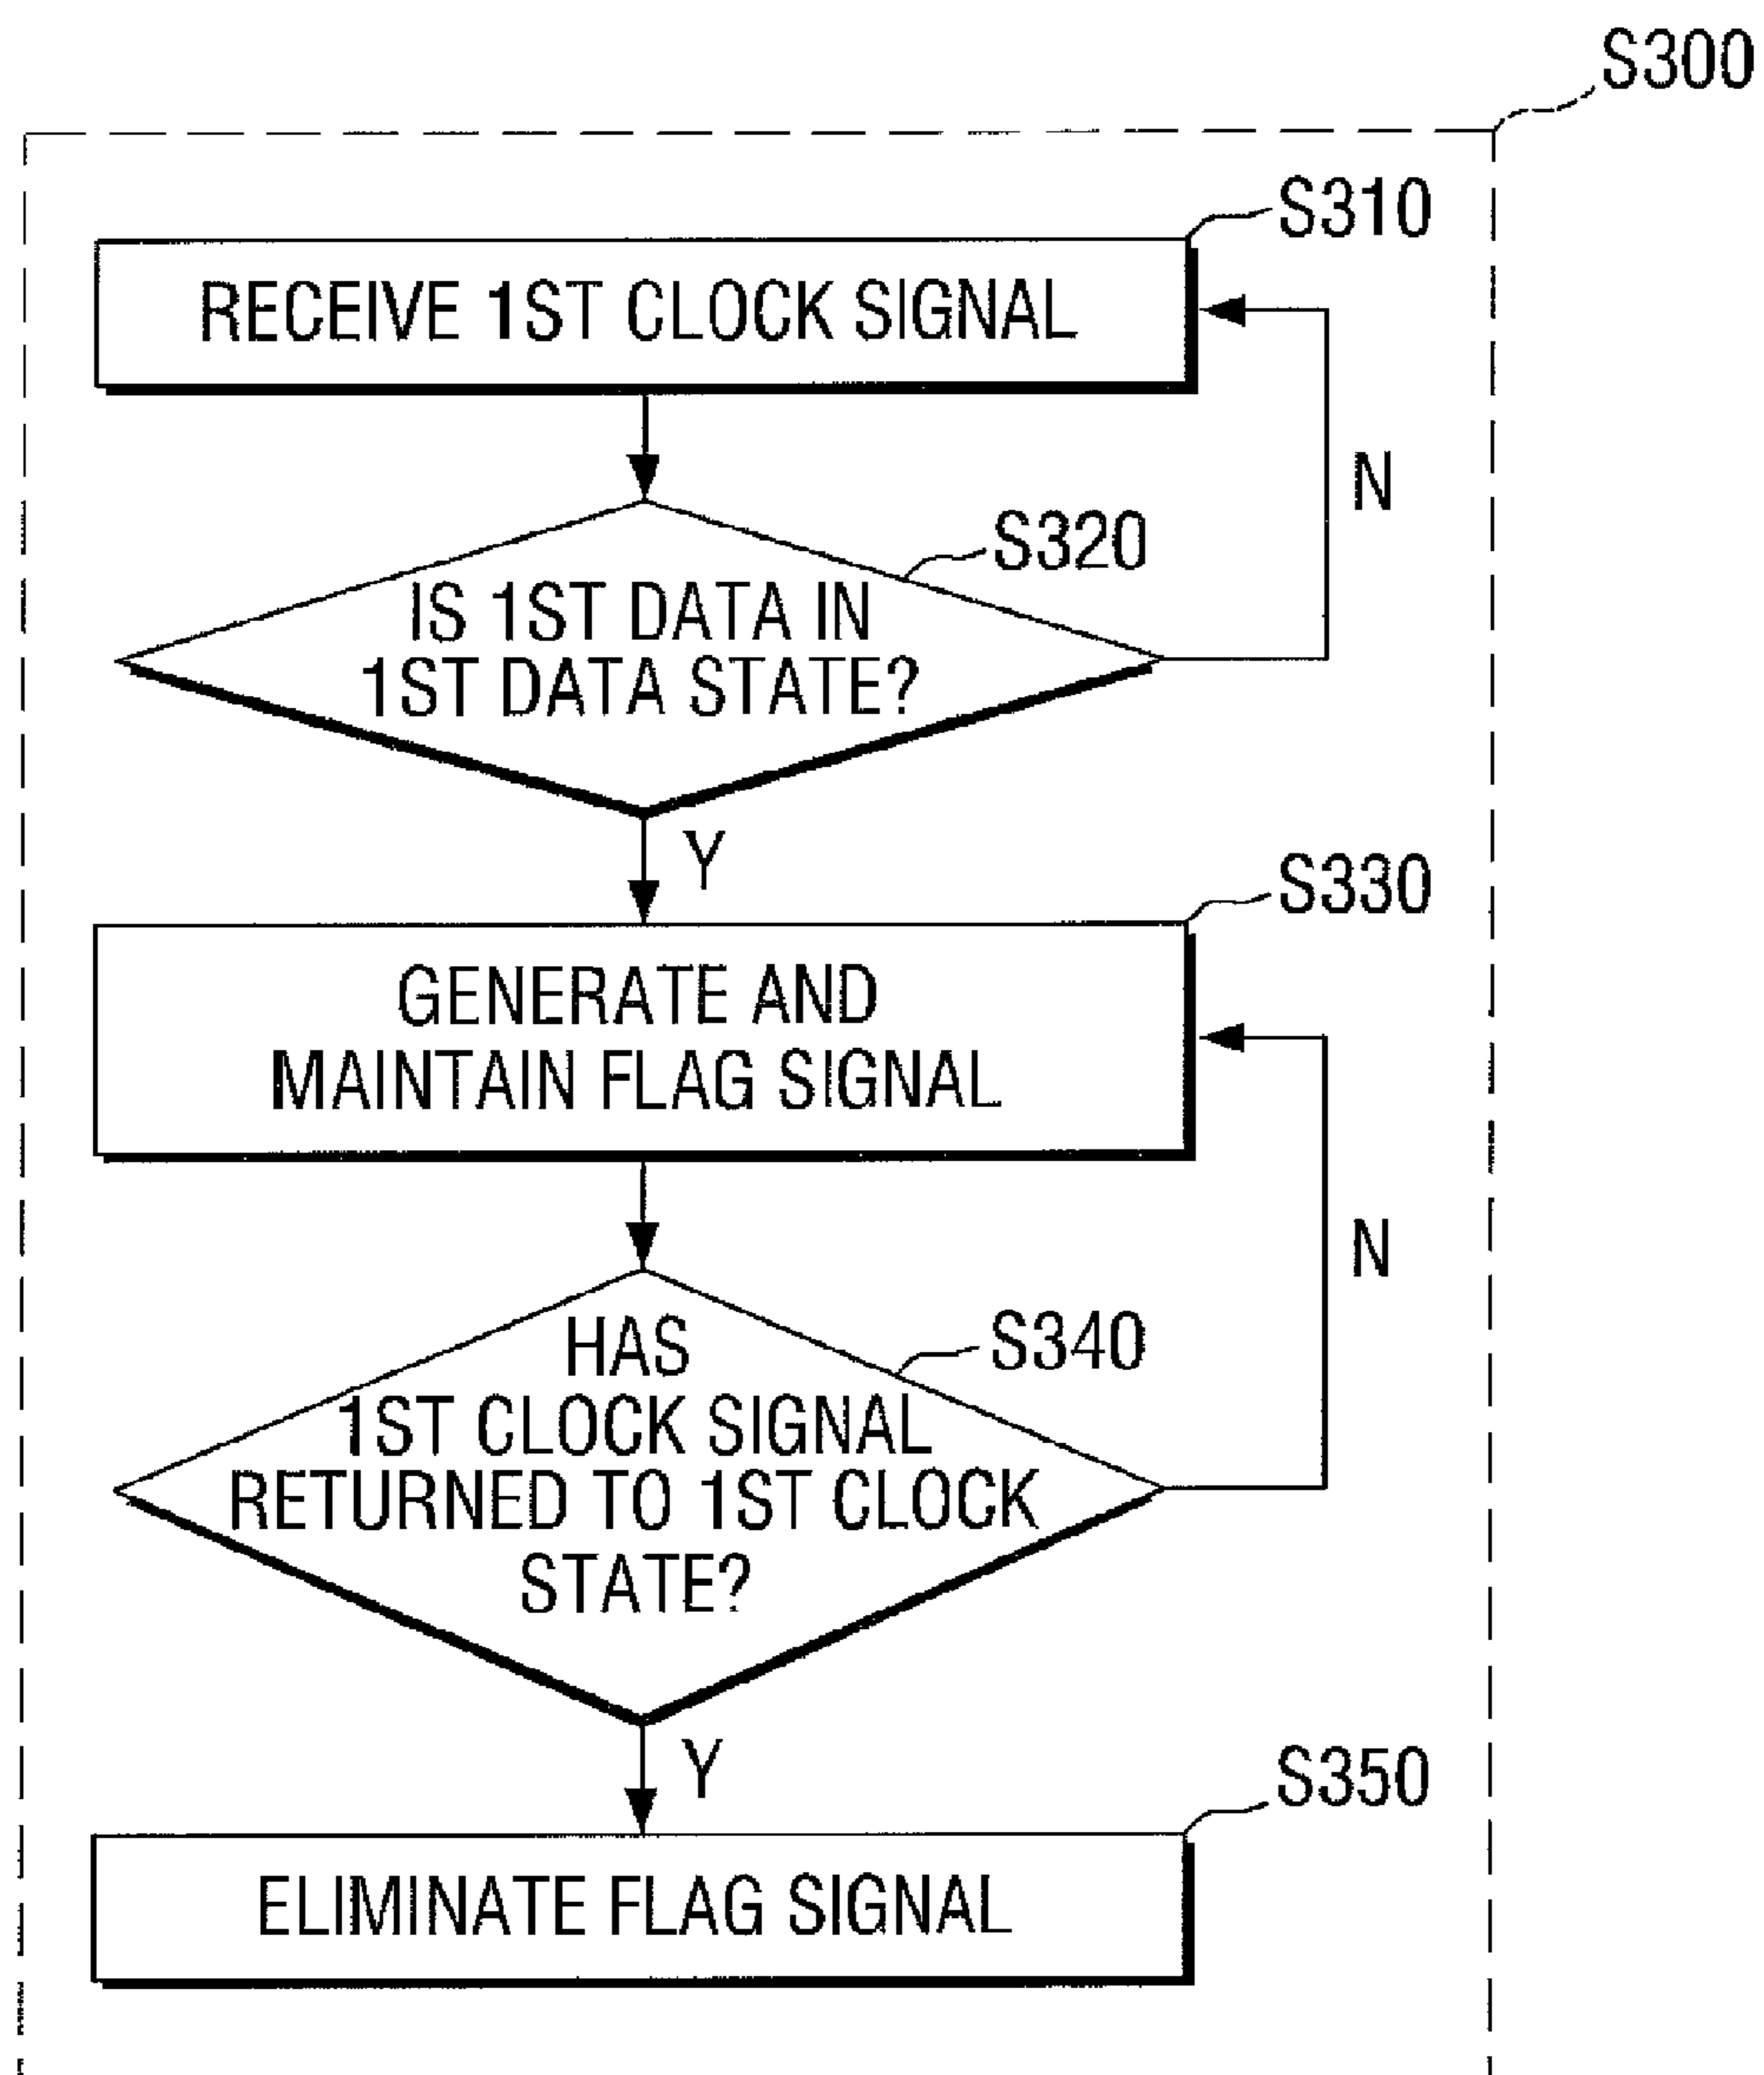 S300
S310
RECEIVE 1ST CLOCK SIGNAL
N
S320
IS 1ST DATA IN
1ST DATA STATE?
Y
S330
GENERATE AND
MAINTAIN FLAG SIGNAL
N
S340
HAS
1ST CLOCK SIGNAL
RETURNED TO 1ST CLOCK
STATE?
Y
S350
ELIMINATE FLAG SIGNAL